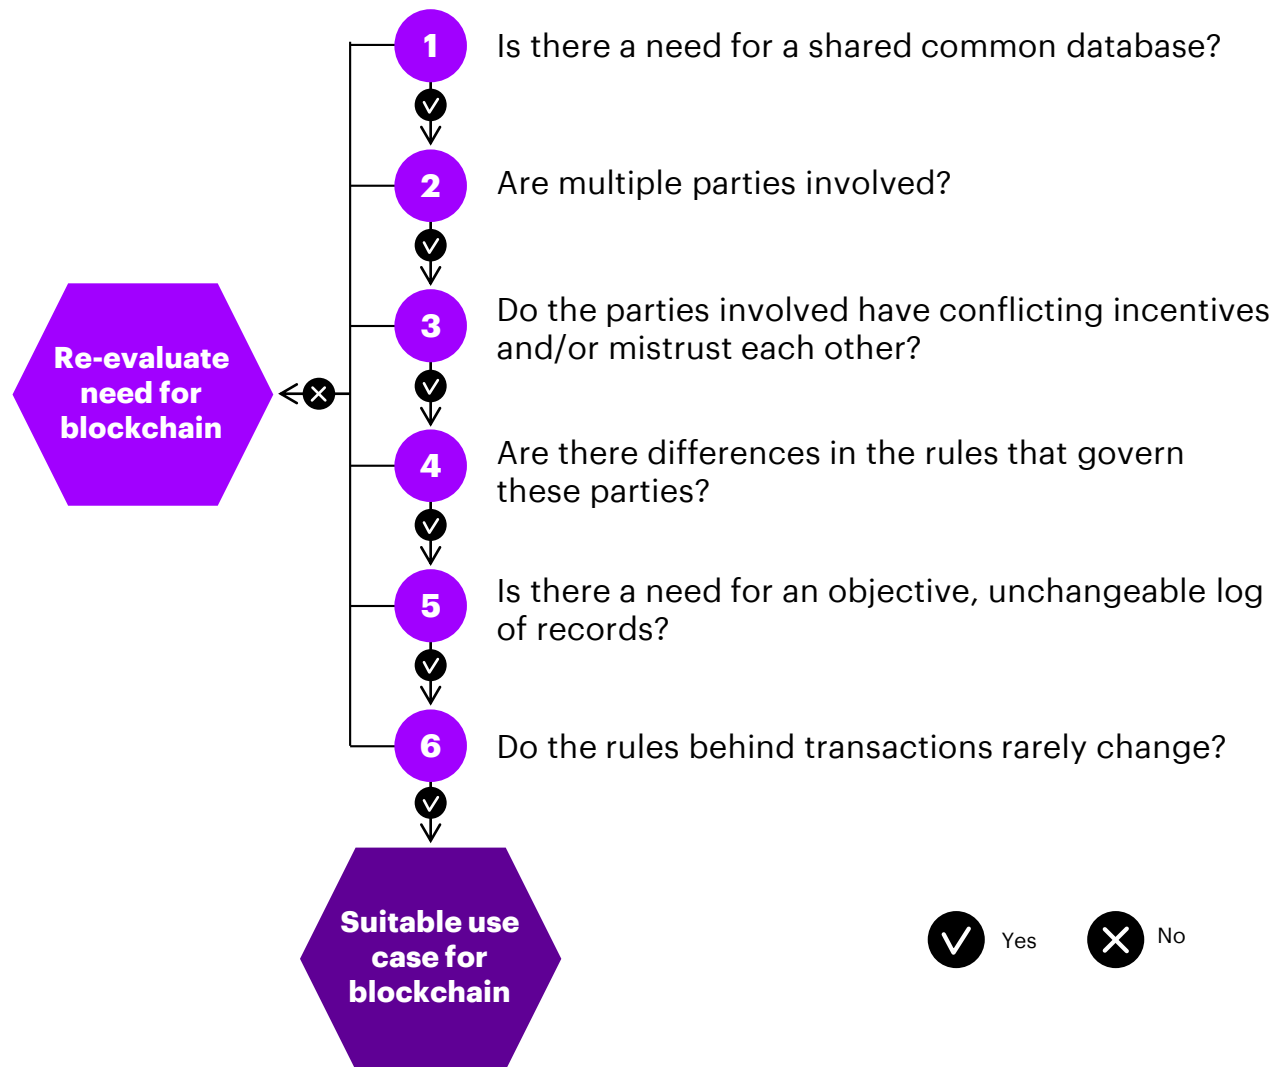 1
Is there a need for a shared common database?
2
Are multiple parties involved?
3
Do the parties involved have conflicting incentives
and/or mistrust each other?
Re-evaluate
need for
blockchain
4
Are there differences in the rules that govern
these parties?
5
Is there a need for an objective, unchangeable log
of records?
6
Do the rules behind transactions rarely change?
Suitable use
case for
blockchain
Yes
No